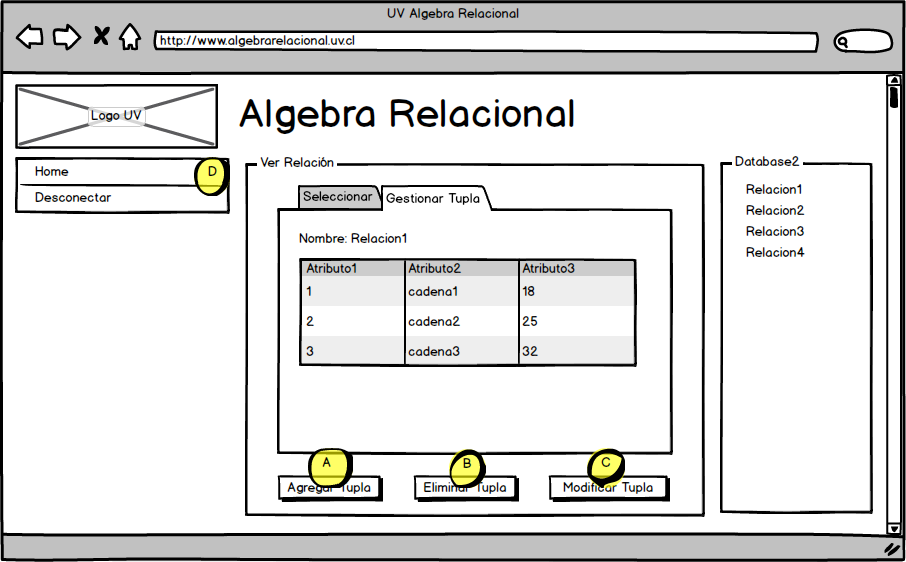 UV Algebra Relacional
http://www.algebrarelacional.uv.cl
Logo UV
Algebra Relacional
Home
D
Desconectar
Ver Relación
Seleccionar
Gestionar Tupla
Nombre: Relacion1
Atributo1 Atributo2 Atributo3
1 cadena1 18
2 cadena2 25
3 cadena3 32
A
B
C
Agregar Tupla
Eliminar Tupla
Modificar Tupla
Database2
Relacion1
Relacion2
Relacion3
Relacion4